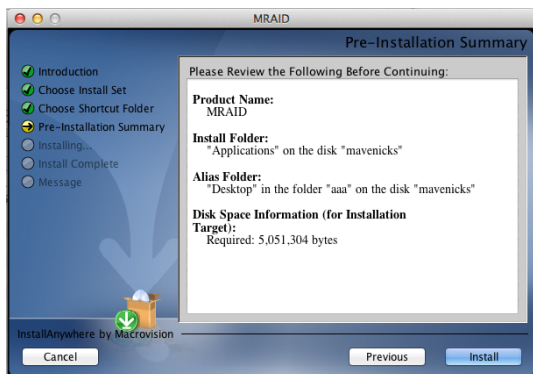 MRAID
Pre-Installation Summary
Introduction
Choose Install Set
Choose Shortcut Folder
Pre-Installation Summary
Installing...
Install Complete
Message
Please Review the Following Before Continuing:
Product Name:
MRAID
Install Folder:
"Applications" on the disk "mavenicks"
Alias Folder:
"Desktop" in the folder "aaa" on the disk "mavenicks"
Disk Space Information (for Installation
Target):
Required: 5,051,304 bytes
InstallAnywhere by Macrovision
Cancel
Previous
Install